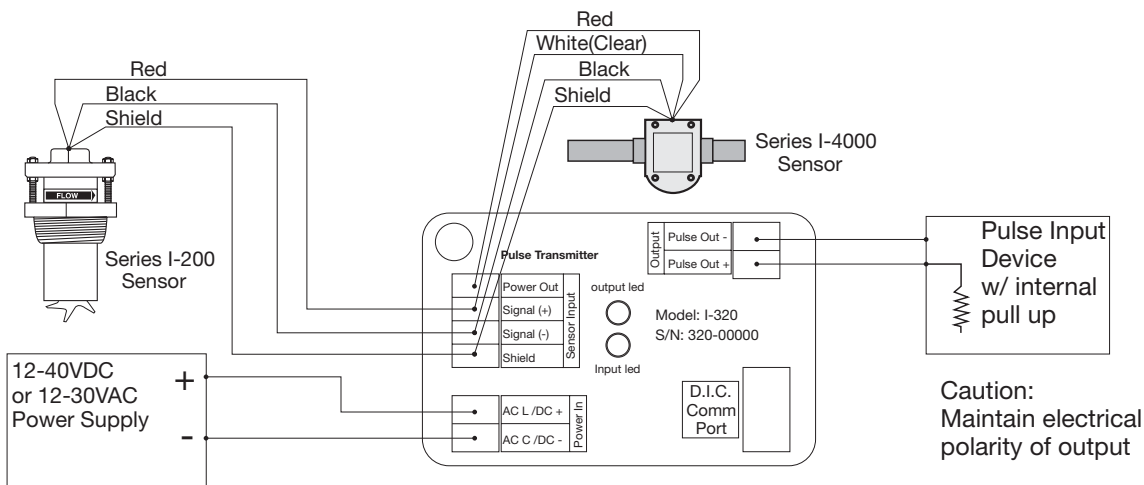 Red
White(Clear)
Black
Shield
Red
Black
Shield
FLOW
Series I-200
Sensor
Series I-4000
Sensor
Pulse Transmitter
Power Out
Signal (+)
Signal (-)
Shield
Sensor Input
output led
Input led
Model: I-320
S/N: 320-00000
Output
Pulse Out -
Pulse Out +
Pulse Input
Device
w/ internal
pull up
12-40VDC
or 12-30VAC
Power Supply
+
-
AC L /DC +
AC C /DC -
Power In
D.I.C.
Comm
Port
Caution:
Maintain electrical
polarity of output